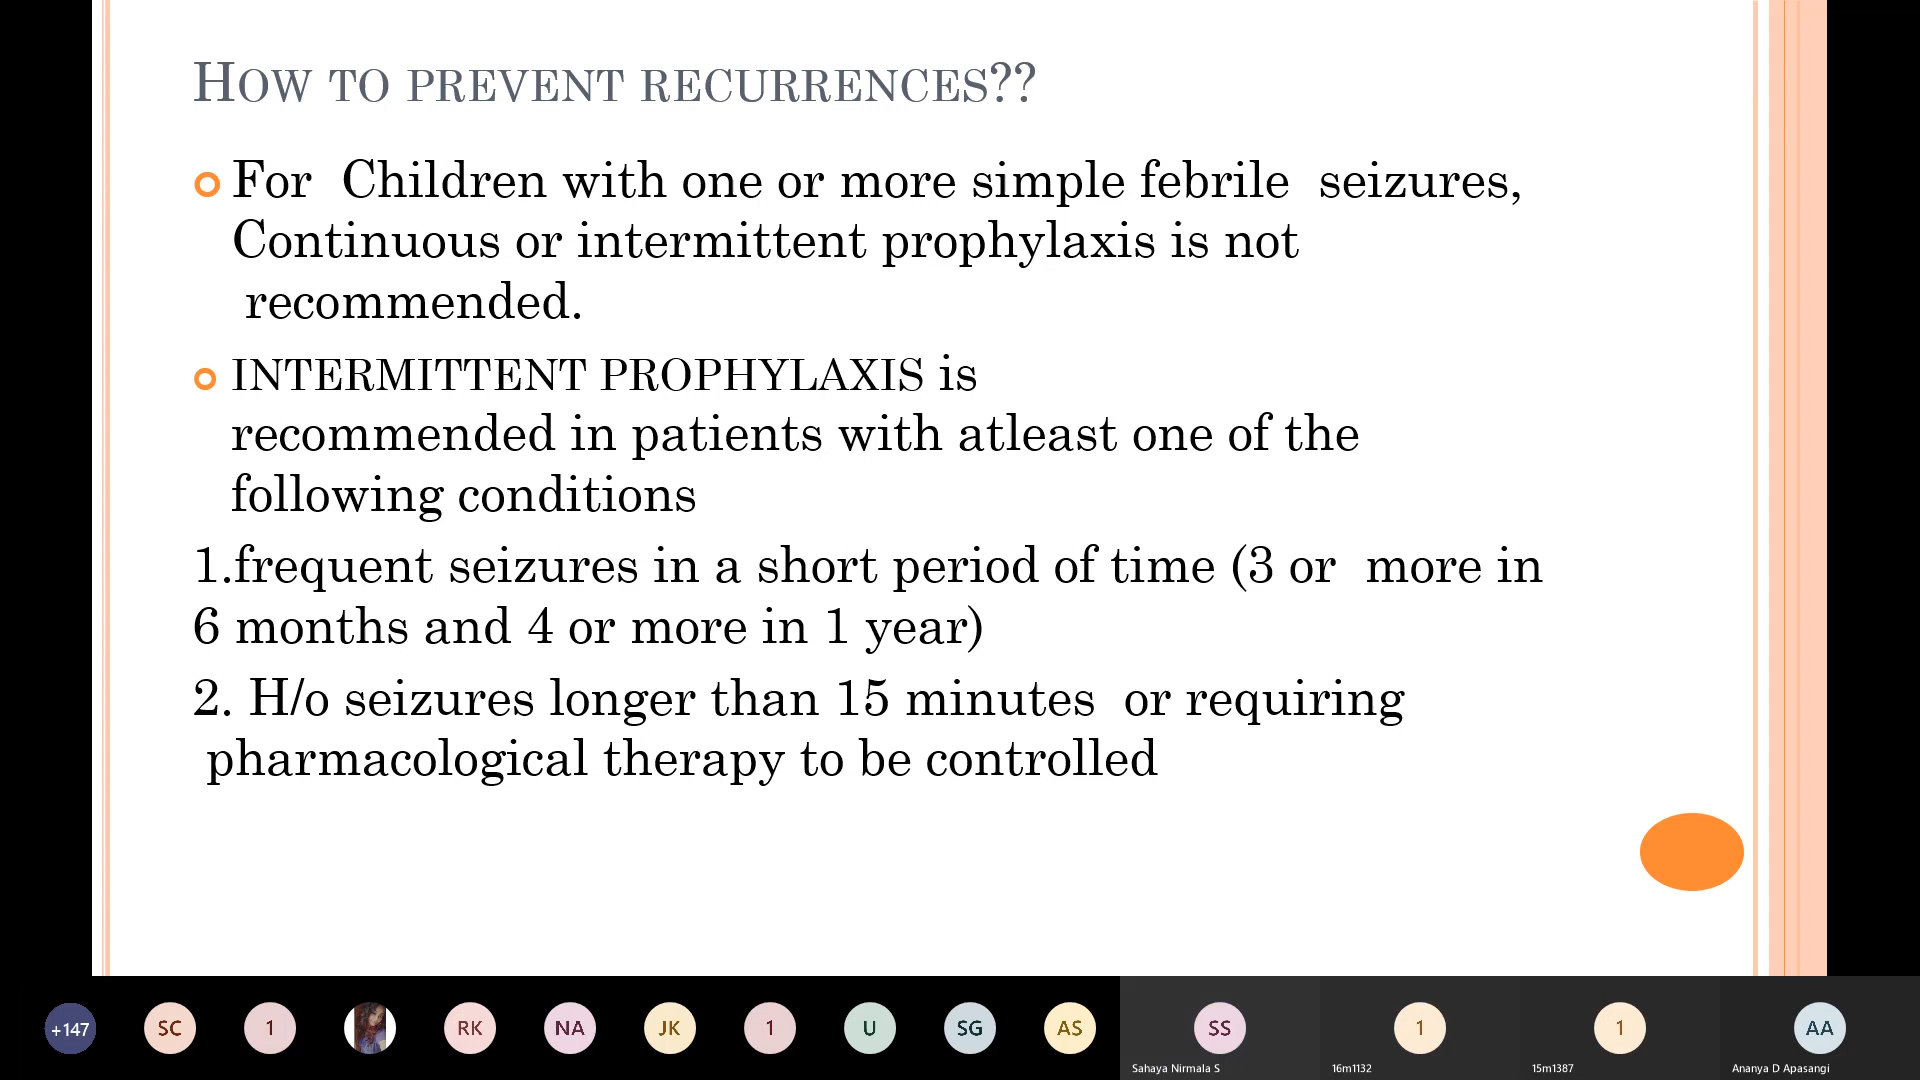 HOW TO PREVENT RECURRENCES??
For Children with one or more simple febrile seizures,
Continuous or intermittent prophylaxis is not
recommended.
INTERMITTENT PROPHYLAXIS is
recommended in patients with atleast one of the
following conditions
1.frequent seizures in a short period of time (3 or more in
6 months and 4 or more in 1 year)
2. H/o seizures longer than 15 minutes or requiring
pharmacological therapy to be controlled
+147 SC 1 RK NA JK 1 U SG AS SS 1 1 AA
Sahaya Nirmala S 16m1132 15m1387 Ananya D Apasangi